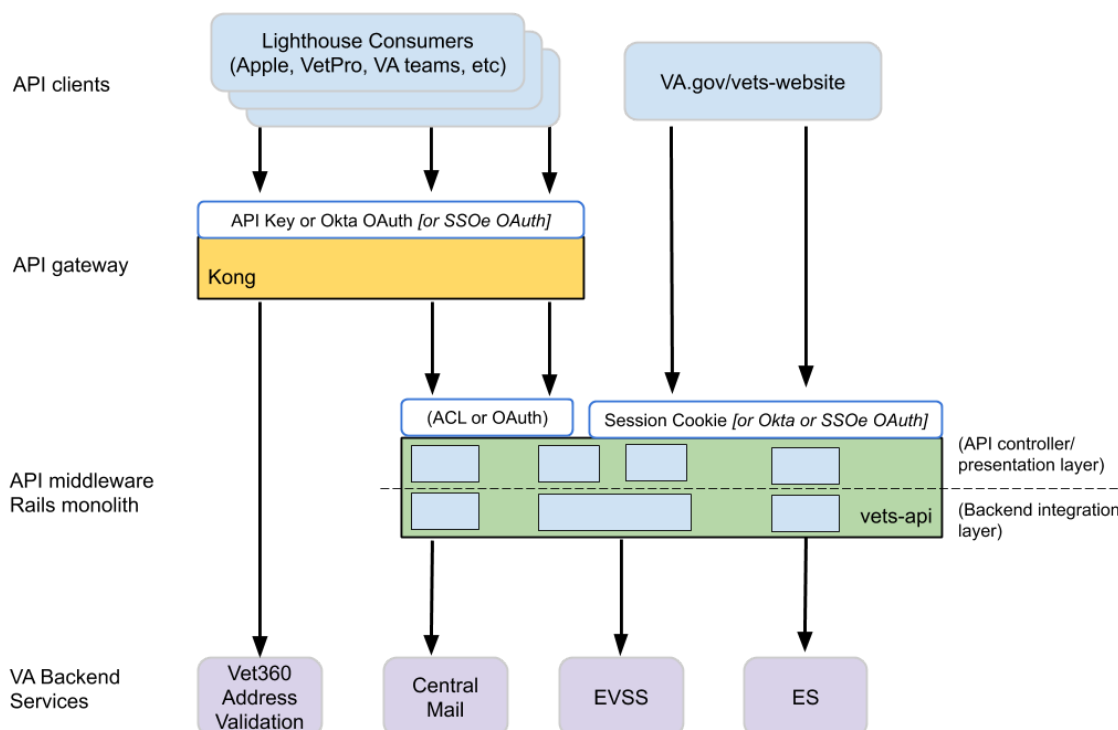 API clients
Lighthouse Consumers
(Apple, VetPro, VA teams, etc)
VA.gov/vets-website
API Key or Okta OAuth [or SSOe OAuth]
API gateway
Kong
(ACL or OAuth)
Session Cookie [or Okta or SSOe OAuth]
API middleware
Rails monolith
(API controller/
presentation layer)
vets-api
(Backend integration
layer)
VA Backend
Services
Vet360
Address
Validation
Central
Mail
EVSS
ES